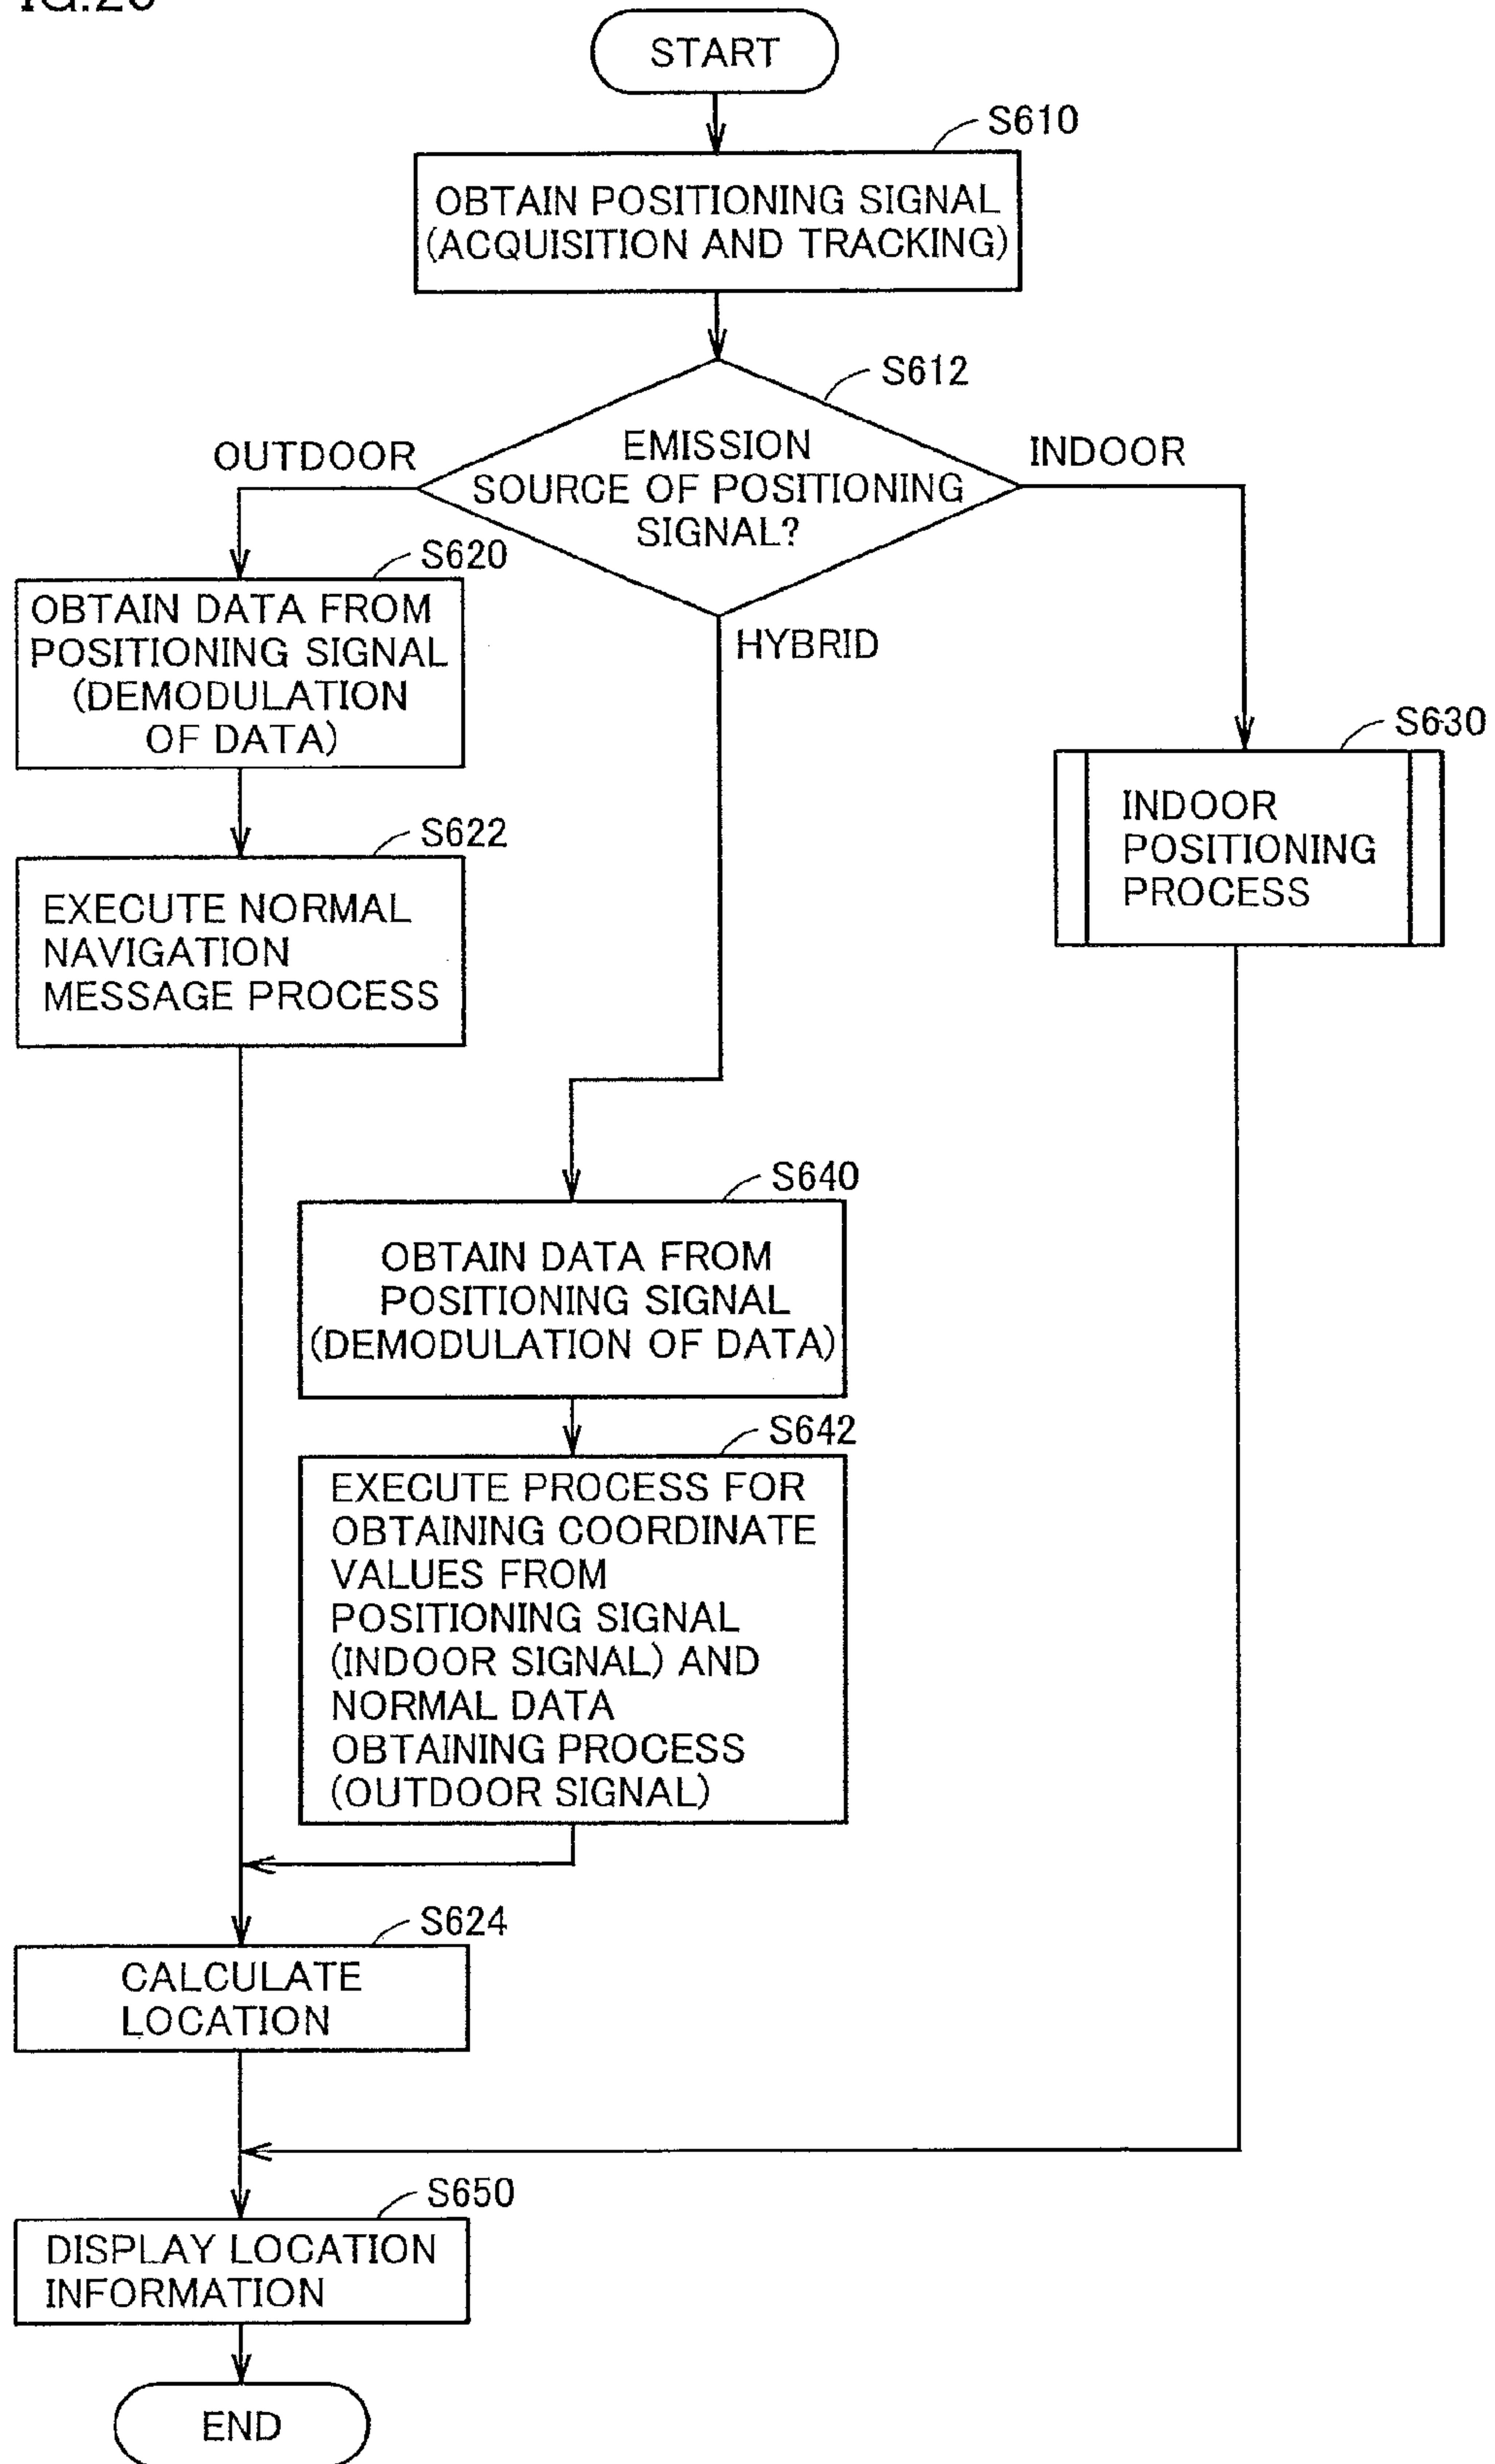 START
S610
OBTAIN POSITIONING SIGNAL
(ACQUISITION AND TRACKING)
S612
EMISSION
SOURCE OF POSITIONING
SIGNAL?
OUTDOOR
INDOOR
HYBRID
S620
OBTAIN DATA FROM
POSITIONING SIGNAL
(DEMODULATION
OF DATA)
S622
EXECUTE NORMAL
NAVIGATION
MESSAGE PROCESS
S630
INDOOR
POSITIONING
PROCESS
S640
OBTAIN DATA FROM
POSITIONING SIGNAL
(DEMODULATION OF DATA)
S642
EXECUTE PROCESS FOR
OBTAINING COORDINATE
VALUES FROM
POSITIONING SIGNAL
(INDOOR SIGNAL) AND
NORMAL DATA
OBTAINING PROCESS
(OUTDOOR SIGNAL)
S624
CALCULATE
LOCATION
S650
DISPLAY LOCATION
INFORMATION
END